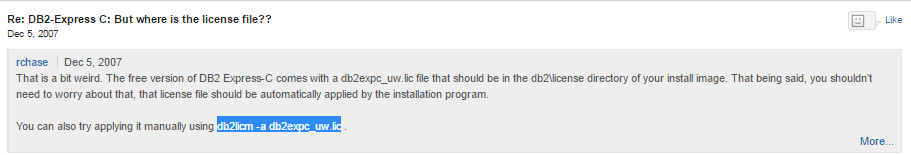 Re: DB2-Express C: But where is the license file??
Like
Dec 5, 2007
rchase | Dec 5, 2007
That is a bit weird. The free version of DB2 Express-C comes with a db2expc_uw.lic file that should be in the db2\license directory of your install image. That being said, you shouldn't
need to worry about that, that license file should be automatically applied by the installation program.
You can also try applying it manually using db2licm -a db2expc_uw.lic .
More...